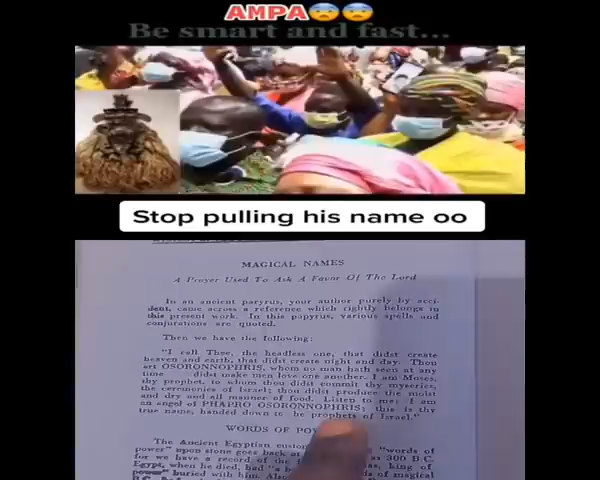 AMPA
Be smart and fast...
Stop pulling his name oo
MAGICAL NAMES
A Prayer Used To Ask A Favor Of The Lord
In an ancient papyrus, your author purely by acci-
dent, came across a reference which rightly belongs in
this present work. In this papyrus, various spells and
conjurations are quoted.
Then we have the following:
"I call Thee, the headless one, that didst create
heaven and earth, that didst create night and day. Thou
art OSORONNOPHRIS, whom no man hath seen at any
time didst make men love one another. I am Moses,
thy prophet, to whom thou didst commit thy mysteries,
the ceremonies of Israel; thou didst produce the moist
and dry and all manner of food. Listen to me: I am
an angel of PHAPRO OSORONNOPHRIS; this is thy
true name, handed down to the prophets of Israel."
WORDS OF
The Ancient Egyptian "words of
power" upon stone goes back 300 B.C.
for we have a record of the king of
Egypt, when he died, had "a
power" buried with him. of magical